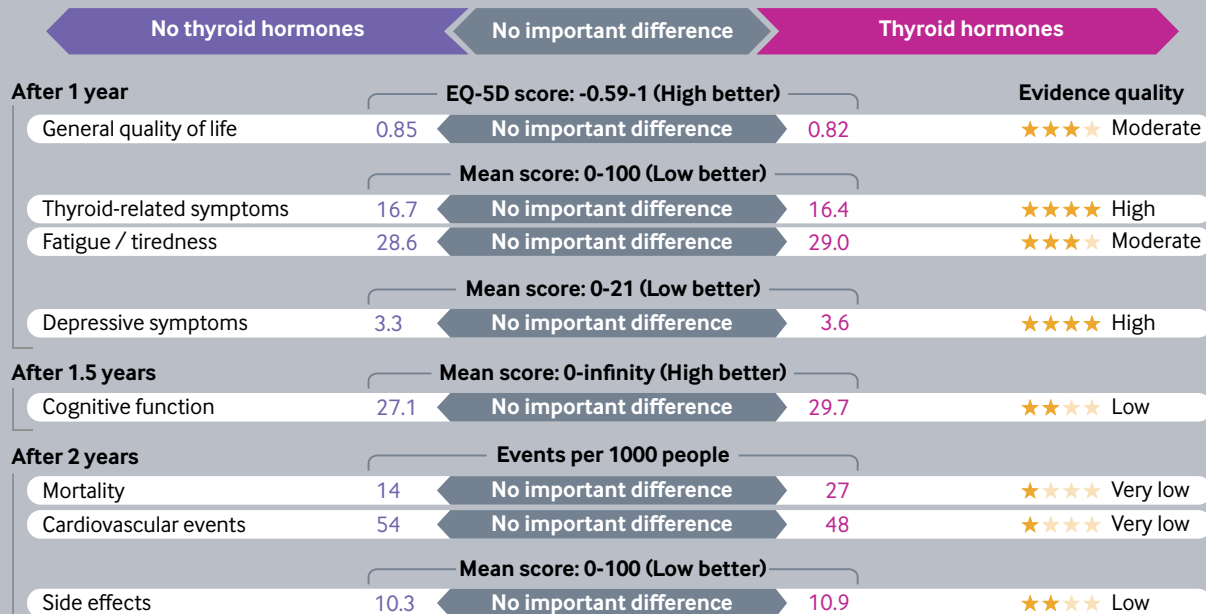 No thyroid hormones No important difference Thyroid hormones
After 1 year EQ-5D score: -0.59-1 (High better) Evidence quality
General quality of life 0.85 No important difference 0.82 Moderate
Mean score: 0-100 (Low better)
Thyroid-related symptoms 16.7 No important difference 16.4 High
Fatigue / tiredness 28.6 No important difference 29.0 Moderate
Mean score: 0-21 (Low better)
Depressive symptoms 3.3 No important difference 3.6 High
After 1.5 years Mean score: 0-infinity (High better)
Cognitive function 27.1 No important difference 29.7 Low
After 2 years Events per 1000 people
Mortality 14 No important difference 27 Very low
Cardiovascular events 54 No important difference 48 Very low
Mean score: 0-100 (Low better)
Side effects 10.3 No important difference 10.9 Low